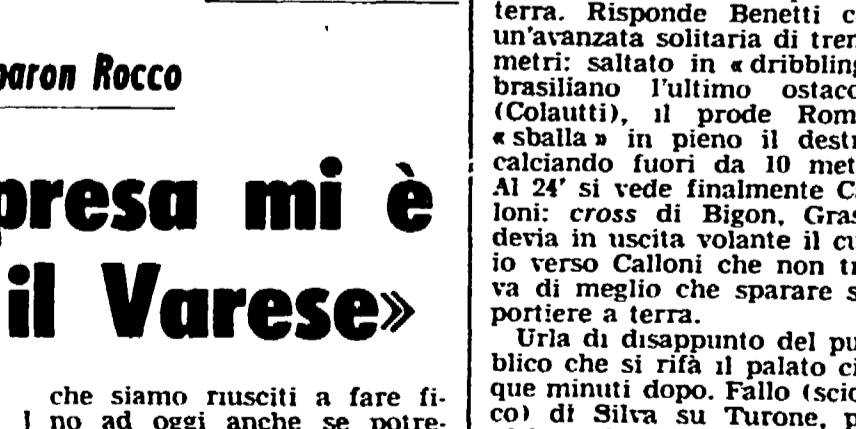 paron Rocco
presa mi è
il Varese»
che siamo riusciti a fare fi-
no ad oggi anche se potre-
terra. Risponde Benetti c
un'avanzata solitaria di tren
metri: saltato in «dribbling
brasiliano l'ultimo ostaco
(Colautti), il prode Rom
«sballa» in pieno il destr
calciando fuori da 10 met
Al 24' si vede finalmente Ca
loni: cross di Bigon, Gras
devia in uscita volante il cu
io verso Calloni che non tr
va di meglio che sparare s
portiere a terra.
Urla di disappunto del pu
blico che si rifà il palato ci
que minuti dopo. Fallo (scio
co) di Silva su Turone, p